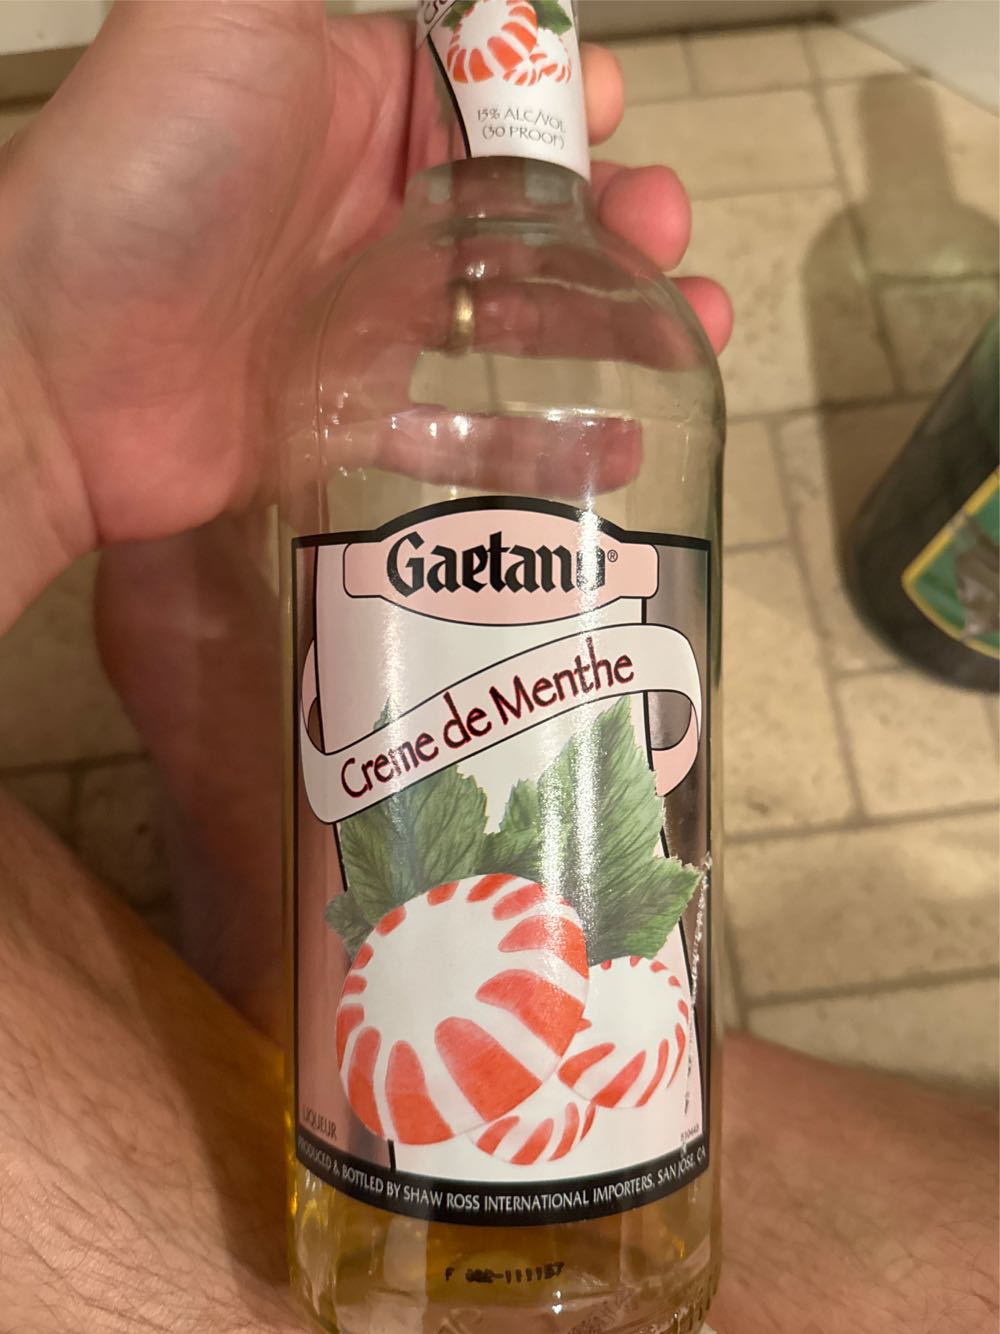 15% ALC/VOL
(30 PROOF)
Gaetano®
Creme de Menthe
LIQUEUR
PRODUCED & BOTTLED BY SHAW ROSS INTERNATIONAL IMPORTERS, SAN JOSE, CA